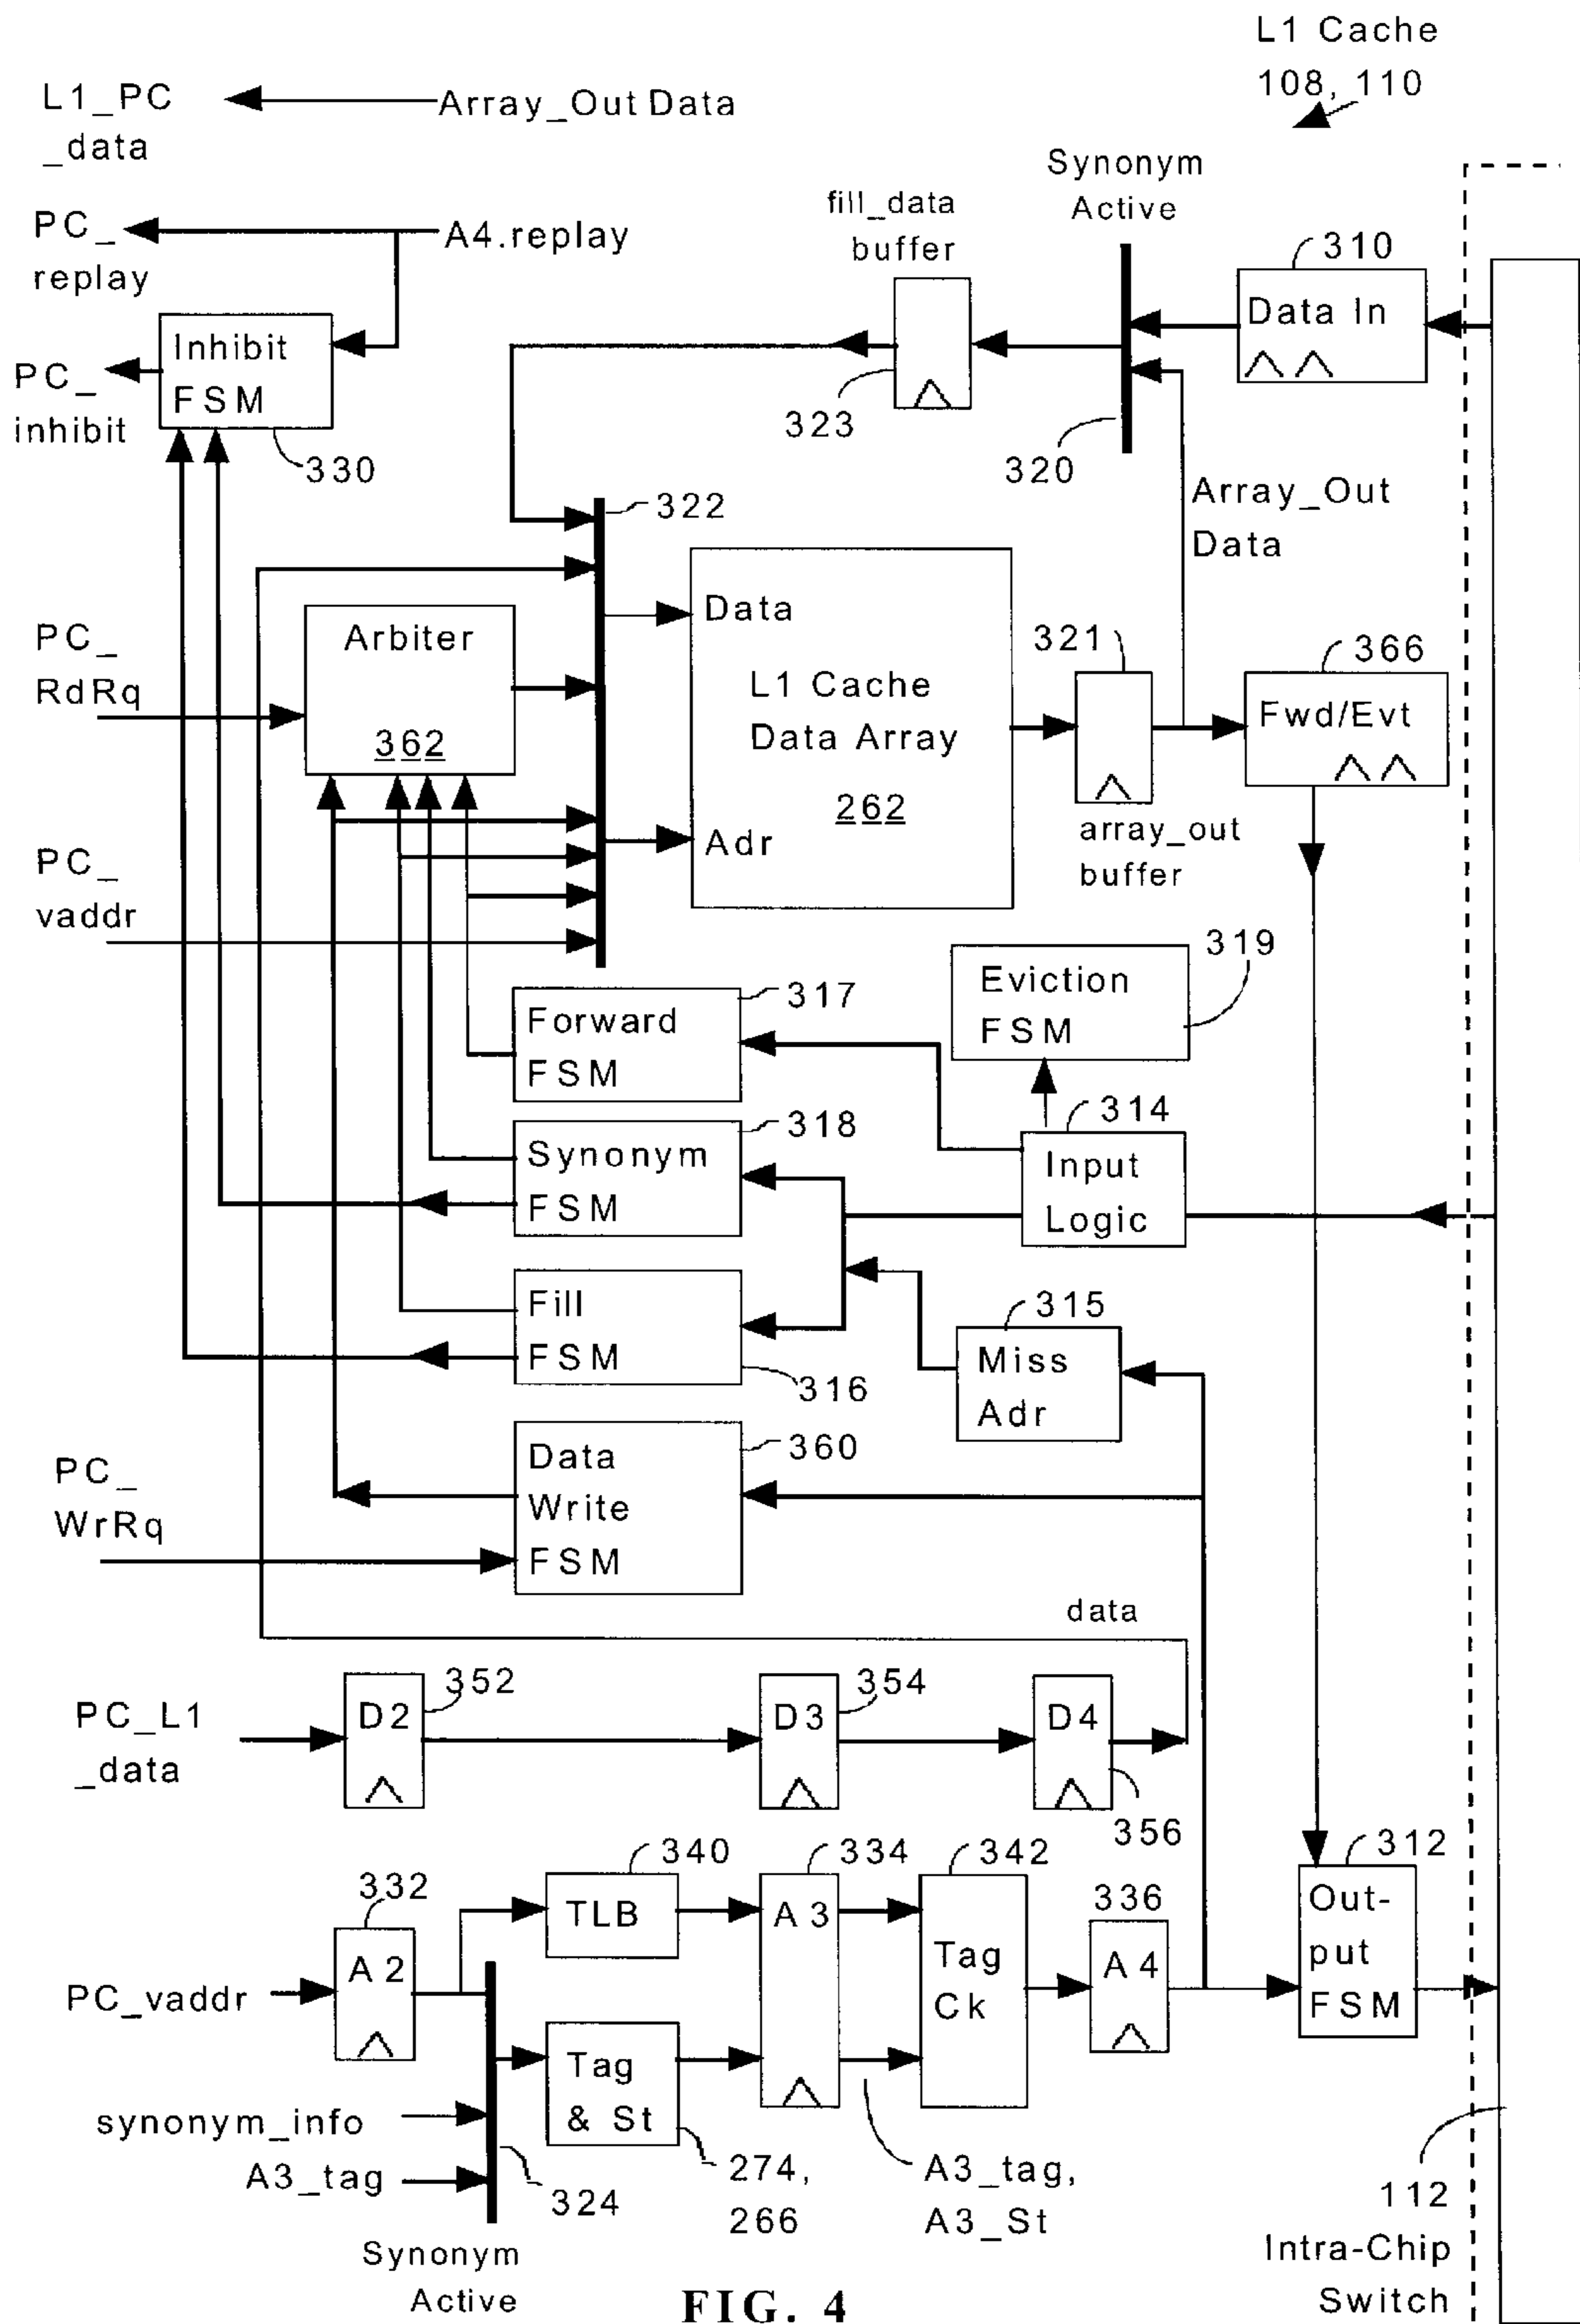 L1 Cache
108, 110
L1_PC
_data
Array_Out Data
Synonym
Active
fill_data
buffer
PC_
replay
A4.replay
310
Data In
Inhibit
FSM
PC_
inhibit
330
323
320
322
Array_Out
Data
PC_
RdRq
Arbiter
362
Data
L1 Cache
Data Array
262
Adr
321
array_out
buffer
366
Fwd/Evt
PC_
vaddr
319
Eviction
FSM
317
Forward
FSM
318
Synonym
FSM
314
Input
Logic
Fill
FSM
316
315
Miss
Adr
360
Data
Write
FSM
PC_
WrRq
data
PC_L1
_data
D2
352
D3
354
D4
356
332
A2
PC_vaddr
340
TLB
334
A3
342
Tag
Ck
336
A4
312
Out-
put
FSM
Tag
& St
274,
266
synonym_info
A3_tag
324
A3_tag,
A3_St
Synonym
Active
112
Intra-Chip
Switch
FIG. 4